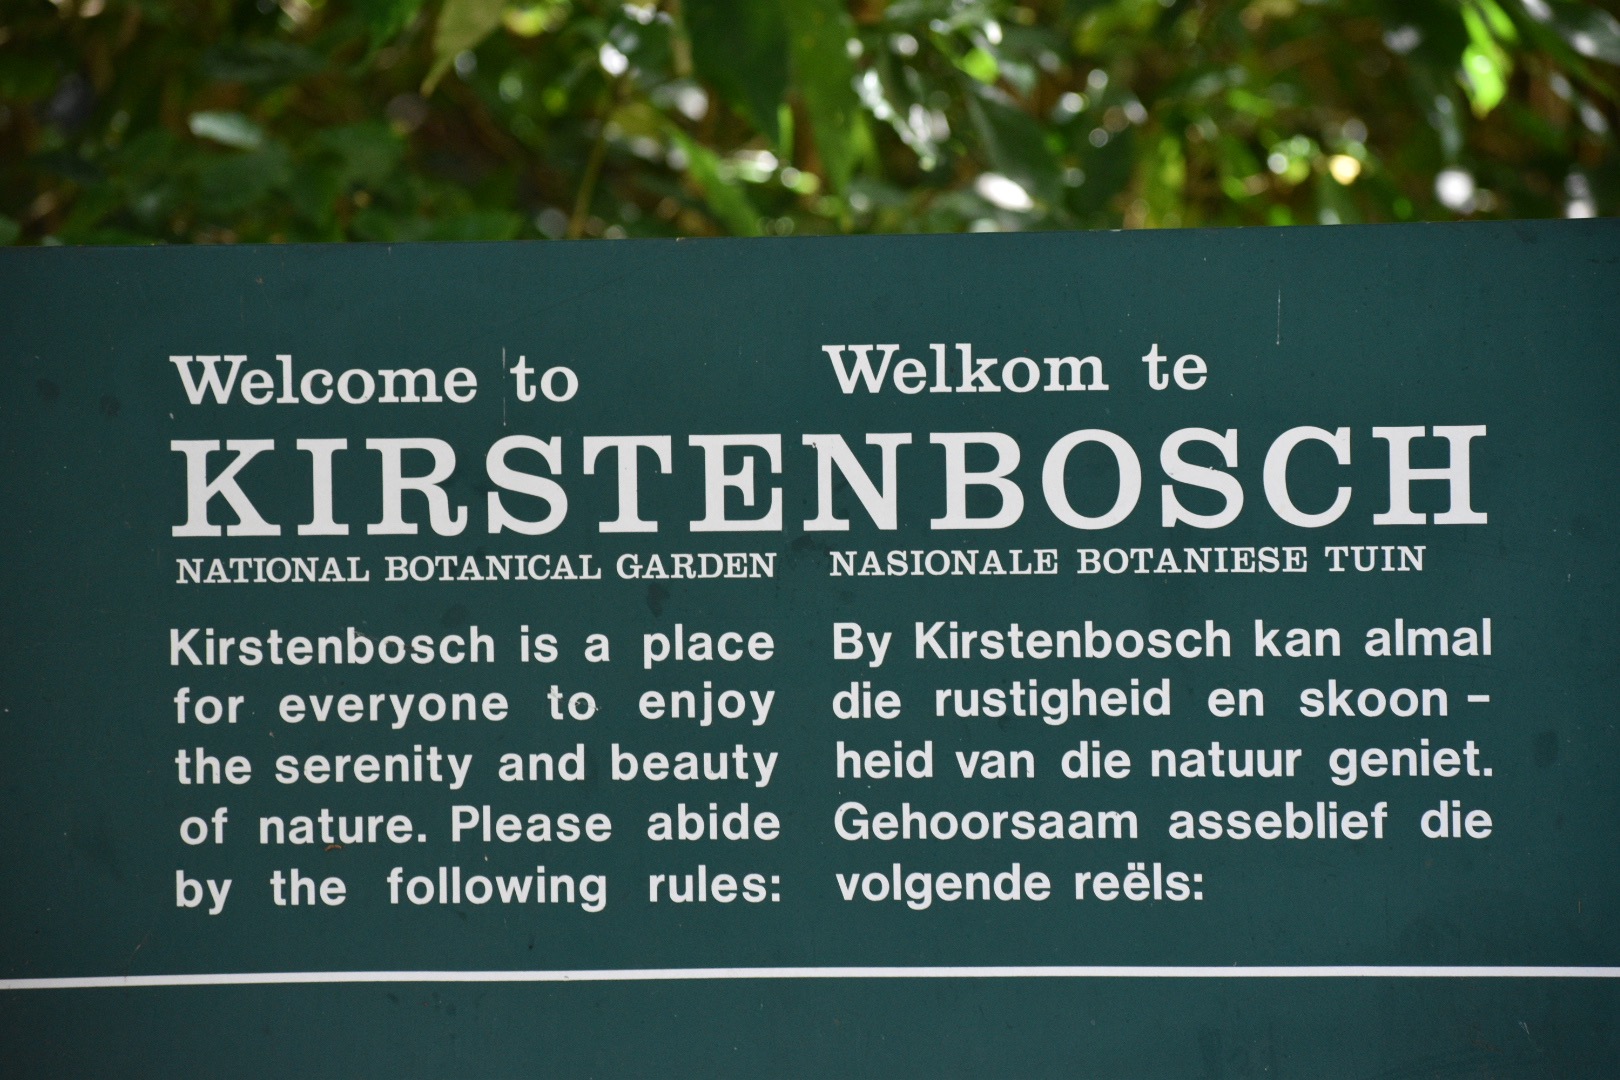 Welcome to
Welkom te
KIRSTENBOSCH
NATIONAL BOTANICAL GARDEN
NASIONALE BOTANIESE TUIN
Kirstenbosch is a place
for everyone to enjoy
the serenity and beauty
of nature. Please abide
by the following rules:
By Kirstenbosch kan almal
die rustigheid en skoon -
heid van die natuur geniet.
Gehoorsaam asseblief die
volgende reëls: